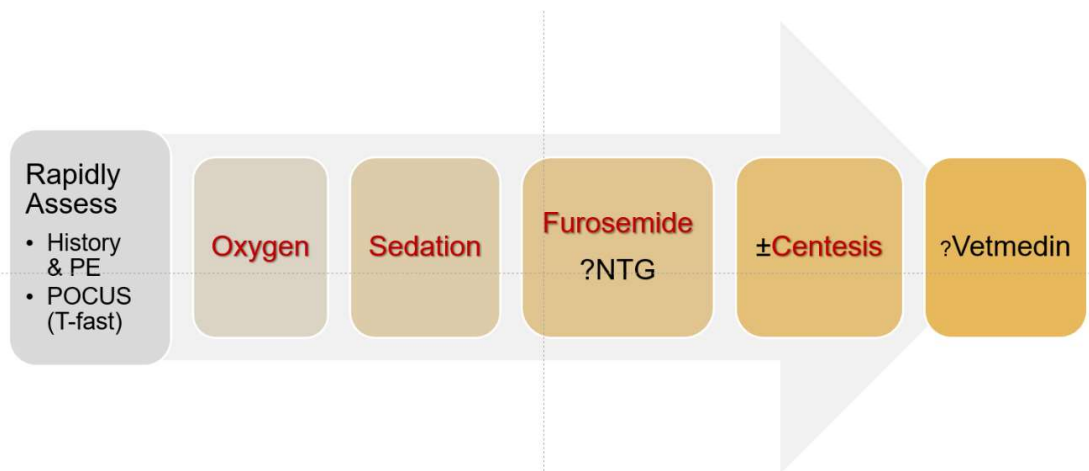 Rapidly
Assess
• History
& PE
• POCUS
(T-fast)
Oxygen
Sedation
Furosemide
?NTG
±Centesis
?Vetmedin